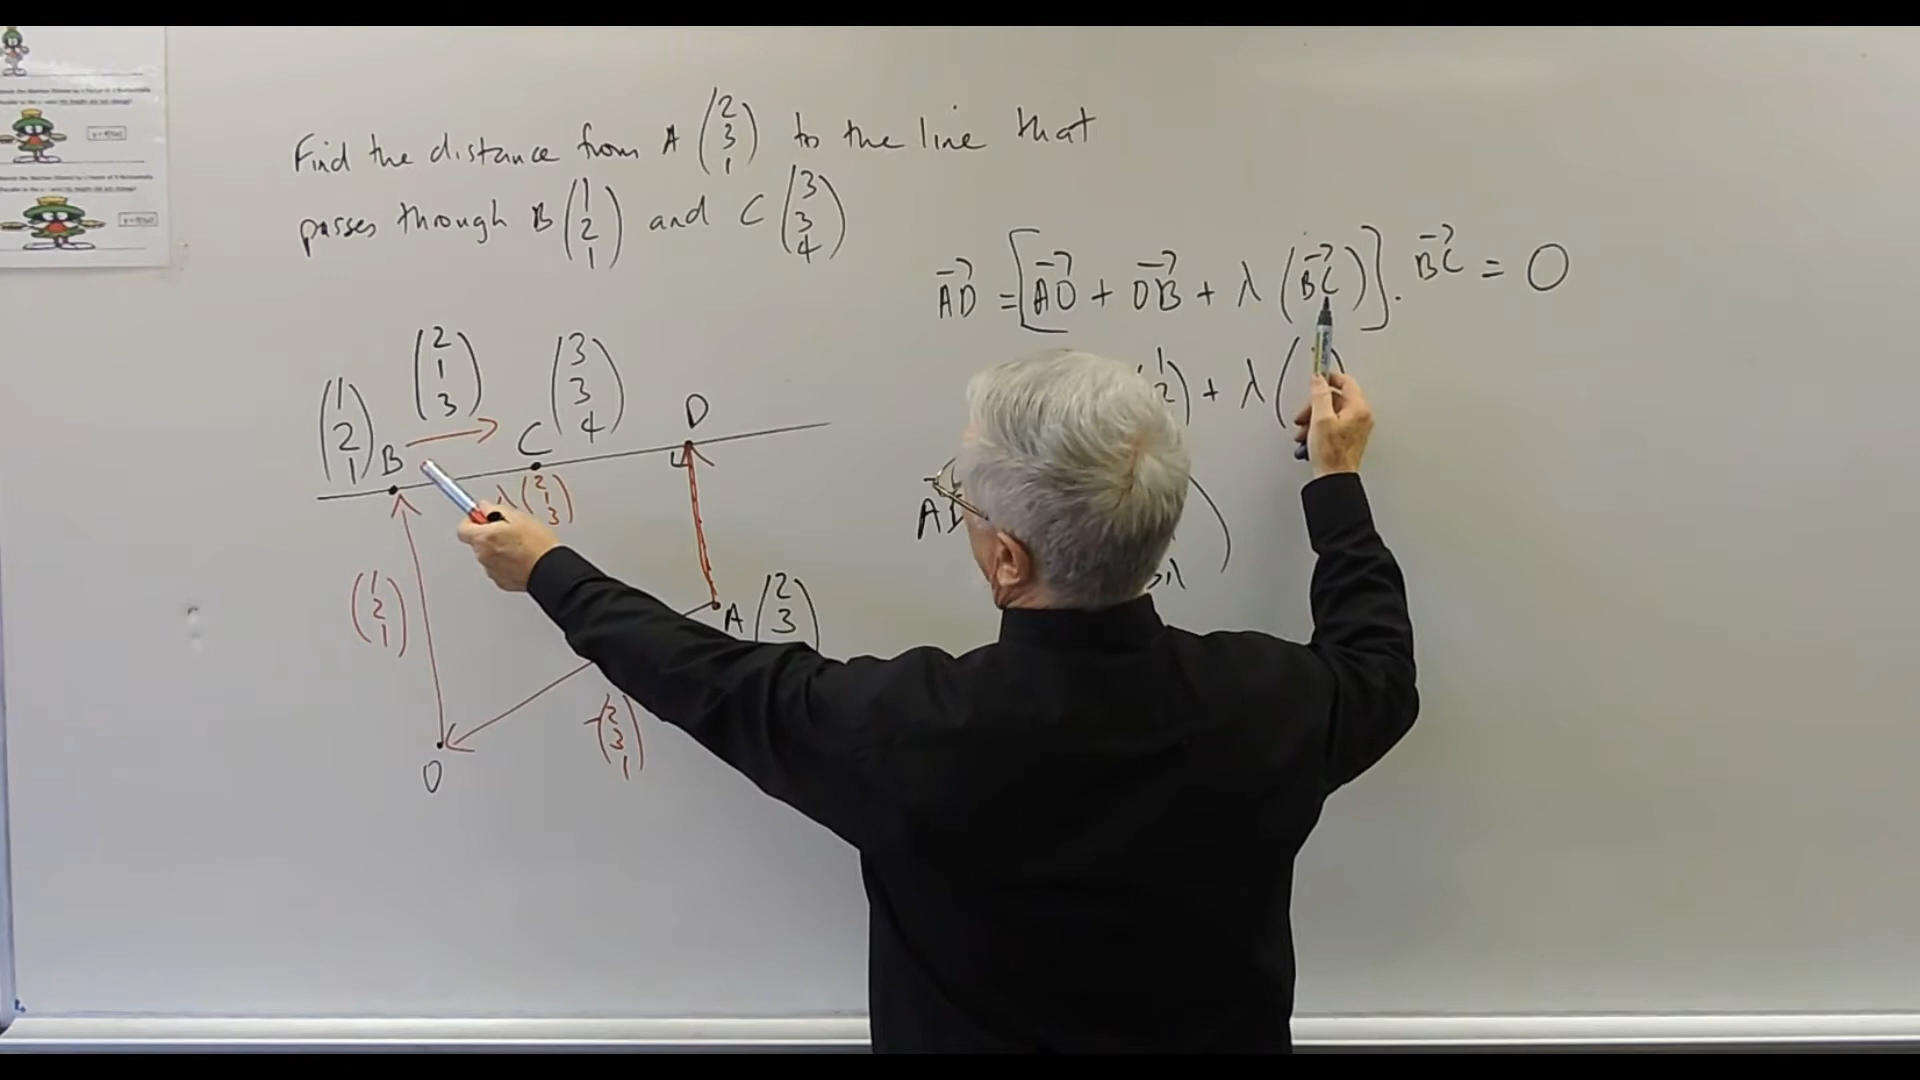 Find the distance from A (2 3 1) to the line that
passes through B (1 2 1) and C (3 3 4)
→AD = [→AO + →OB + λ (→BC)] . →BC = 0
+ λ (
(1 2 1) B
(2 1 3)
C (3 3 4)
D
λ (2 1 3)
(1 2 1)
A (2 3
-(2 3 1)
O